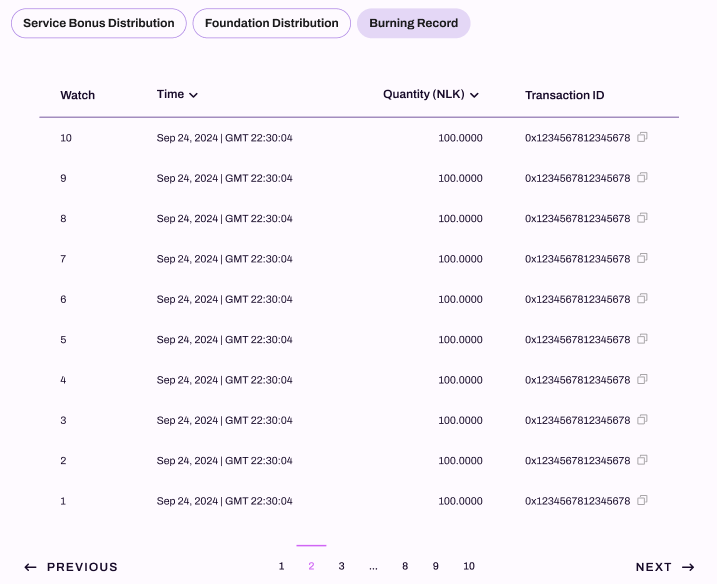 Service Bonus Distribution Foundation Distribution Burning Record
Watch Time Quantity (NLK) Transaction ID
10 Sep 24, 2024 | GMT 22:30:04 100.0000 0x1234567812345678
9 Sep 24, 2024 | GMT 22:30:04 100.0000 0x1234567812345678
8 Sep 24, 2024 | GMT 22:30:04 100.0000 0x1234567812345678
7 Sep 24, 2024 | GMT 22:30:04 100.0000 0x1234567812345678
6 Sep 24, 2024 | GMT 22:30:04 100.0000 0x1234567812345678
5 Sep 24, 2024 | GMT 22:30:04 100.0000 0x1234567812345678
4 Sep 24, 2024 | GMT 22:30:04 100.0000 0x1234567812345678
3 Sep 24, 2024 | GMT 22:30:04 100.0000 0x1234567812345678
2 Sep 24, 2024 | GMT 22:30:04 100.0000 0x1234567812345678
1 Sep 24, 2024 | GMT 22:30:04 100.0000 0x1234567812345678
← PREVIOUS 1 2 3 ... 8 9 10 NEXT →